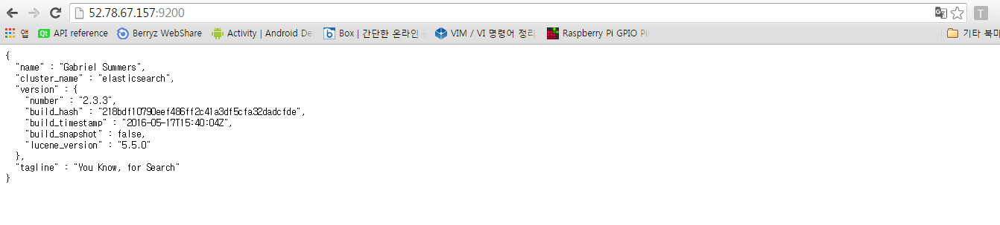 52.78.67.157:9200
T
앱 API reference Berryz WebShare Activity | Android De Box | 간단한 온라인 VIM / VI 명령어 정리 Raspberry Pi GPIO Pi 기타 북마
{
"name" : "Gabriel Summers",
"cluster_name" : "elasticsearch",
"version" : {
"number" : "2.3.3",
"build_hash" : "218bdf10790eef486ff2c41a3df5cfa32dadcfde",
"build_timestamp" : "2016-05-17T15:40:04Z",
"build_snapshot" : false,
"lucene_version" : "5.5.0"
},
"tagline" : "You Know, for Search"
}